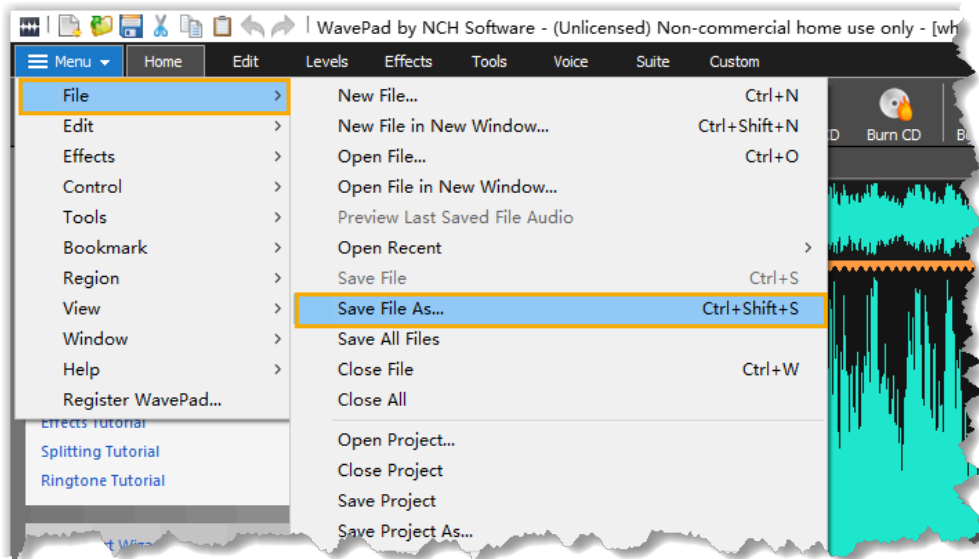 WavePad by NCH Software - (Unlicensed) Non-commercial home use only - [wh
Menu Home Edit Levels Effects Tools Voice Suite Custom
File
Edit
Effects
Control
Tools
Bookmark
Region
View
Window
Help
Register WavePad...
New File... Ctrl+N
New File in New Window... Ctrl+Shift+N
Open File... Ctrl+O
Open File in New Window...
Preview Last Saved File Audio
Open Recent
Save File Ctrl+S
Save File As... Ctrl+Shift+S
Save All Files
Close File Ctrl+W
Close All
Open Project...
Close Project
Save Project
Save Project As...
Burn CD
Effects Tutorial
Splitting Tutorial
Ringtone Tutorial